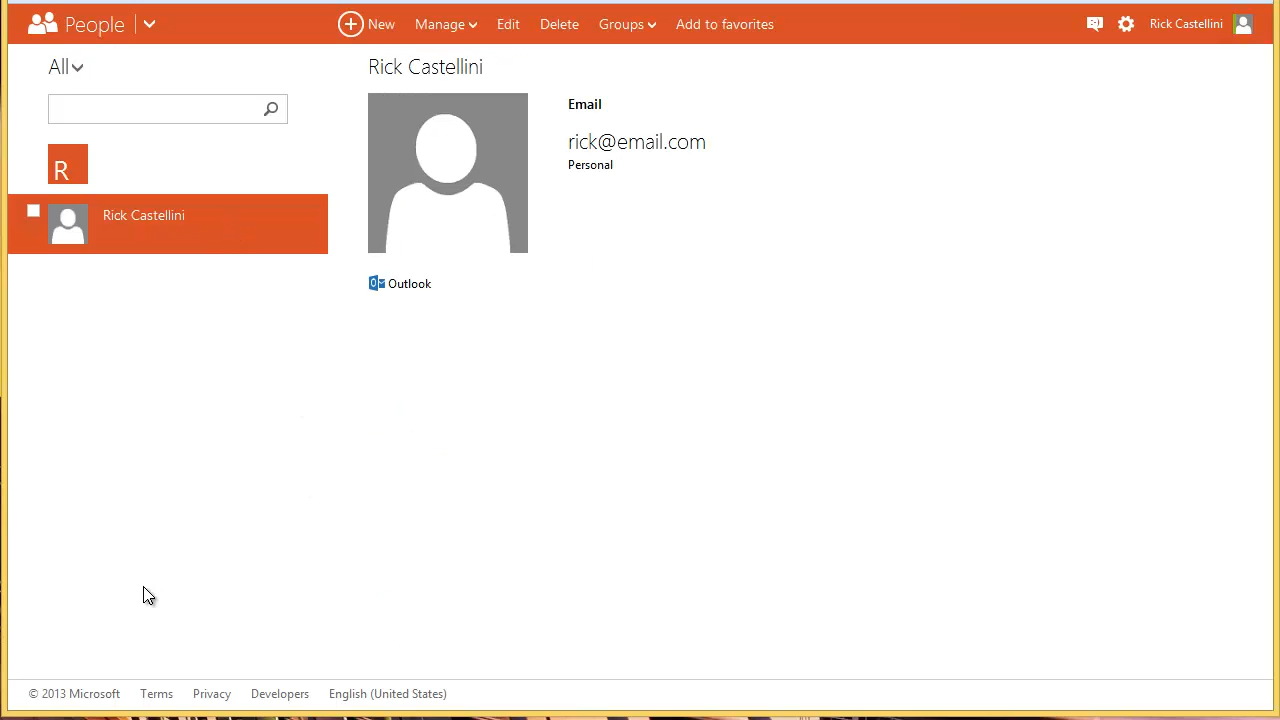 People
New Manage Edit Delete Groups Add to favorites
Rick Castellini
All
R
Rick Castellini
Rick Castellini
Outlook
Email
rick@email.com
Personal
© 2013 Microsoft Terms Privacy Developers English (United States)